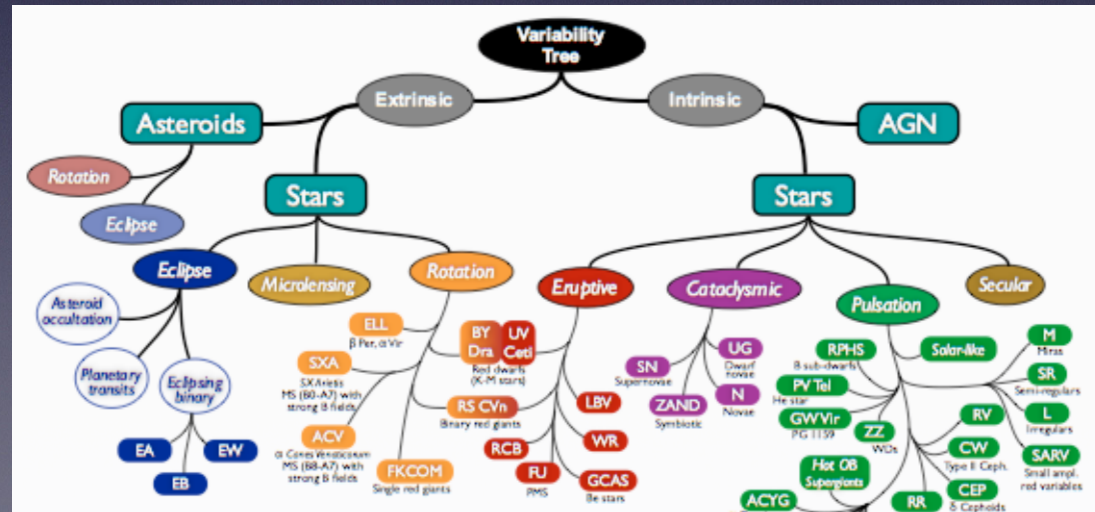 Variability
Tree
Extrinsic
Intrinsic
Asteroids
AGN
Rotation
Eclipse
Stars
Stars
Eclipse
Microlensing
Rotation
Eruptive
Cataclysmic
Pulsation
Secular
Asteroid
occultation
Planetary
transits
Eclipsing
binary
EA
EB
EW
ELL
β Per, α Vir
SXA
SX Arietis
MS (B0-A7) with
strong B fields
ACV
α Canes Venaticorum
MS (B8-A7) with
strong B fields
FKCOM
Single red giants
BY
Dra
UV
Ceti
Red dwarfs
(K-M stars)
RS CVn
Binary red giants
LBV
WR
RCB
FU
PMS
GCAS
Be stars
SN
Supernovae
UG
Dwarf
novae
ZAND
Symbiotic
N
Novae
RPHS
B sub-dwarfs
Solar-like
PV Tel
He star
GW Vir
PG 1159
ZZ
WDs
M
Miras
SR
Semi-regulars
L
Irregulars
SARV
Small ampl.
red variables
RV
CW
Type II Ceph.
CEP
δ Cepheids
RR
Hot OB
Supergiants
ACYG